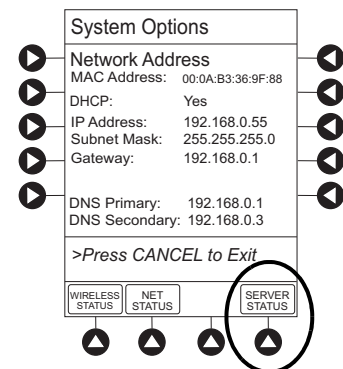 System Options
Network Address
MAC Address: 00:0A:B3:36:9F:88
DHCP: Yes
IP Address: 192.168.0.55
Subnet Mask: 255.255.255.0
Gateway: 192.168.0.1
DNS Primary: 192.168.0.1
DNS Secondary: 192.168.0.3
>Press CANCEL to Exit
WIRELESS STATUS
NET STATUS
SERVER STATUS